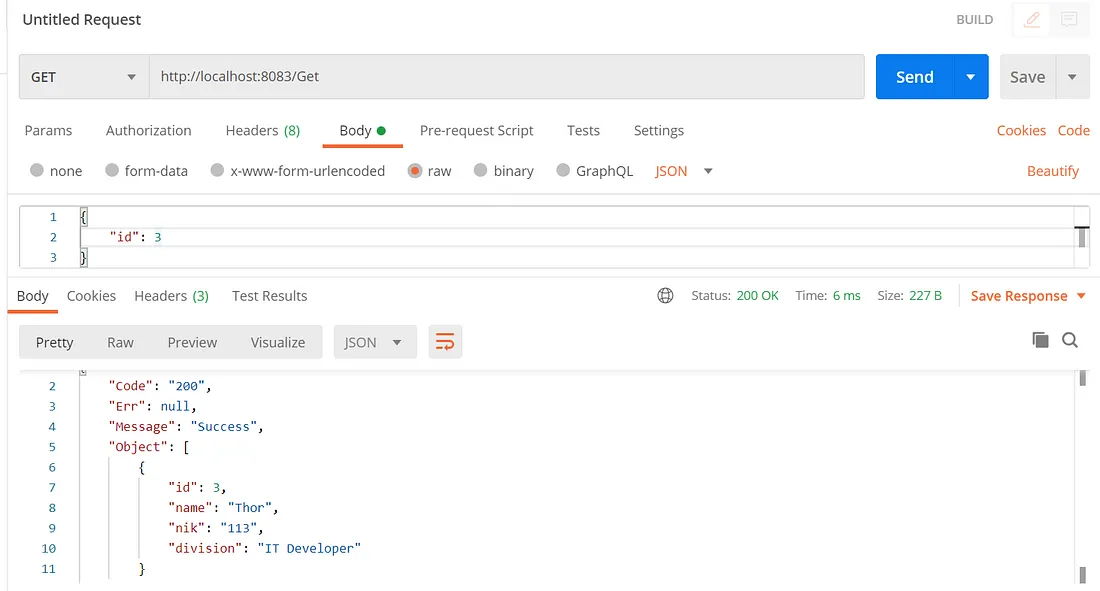 Untitled Request BUILD
GET http://localhost:8083/Get Send Save
Params Authorization Headers (8) Body Pre-request Script Tests Settings Cookies Code
none form-data x-www-form-urlencoded raw binary GraphQL JSON Beautify
1 {
2 "id": 3
3 }
Body Cookies Headers (3) Test Results Status: 200 OK Time: 6 ms Size: 227 B Save Response
Pretty Raw Preview Visualize JSON
2 "Code": "200",
3 "Err": null,
4 "Message": "Success",
5 "Object": [
6 {
7 "id": 3,
8 "name": "Thor",
9 "nik": "113",
10 "division": "IT Developer"
11 }